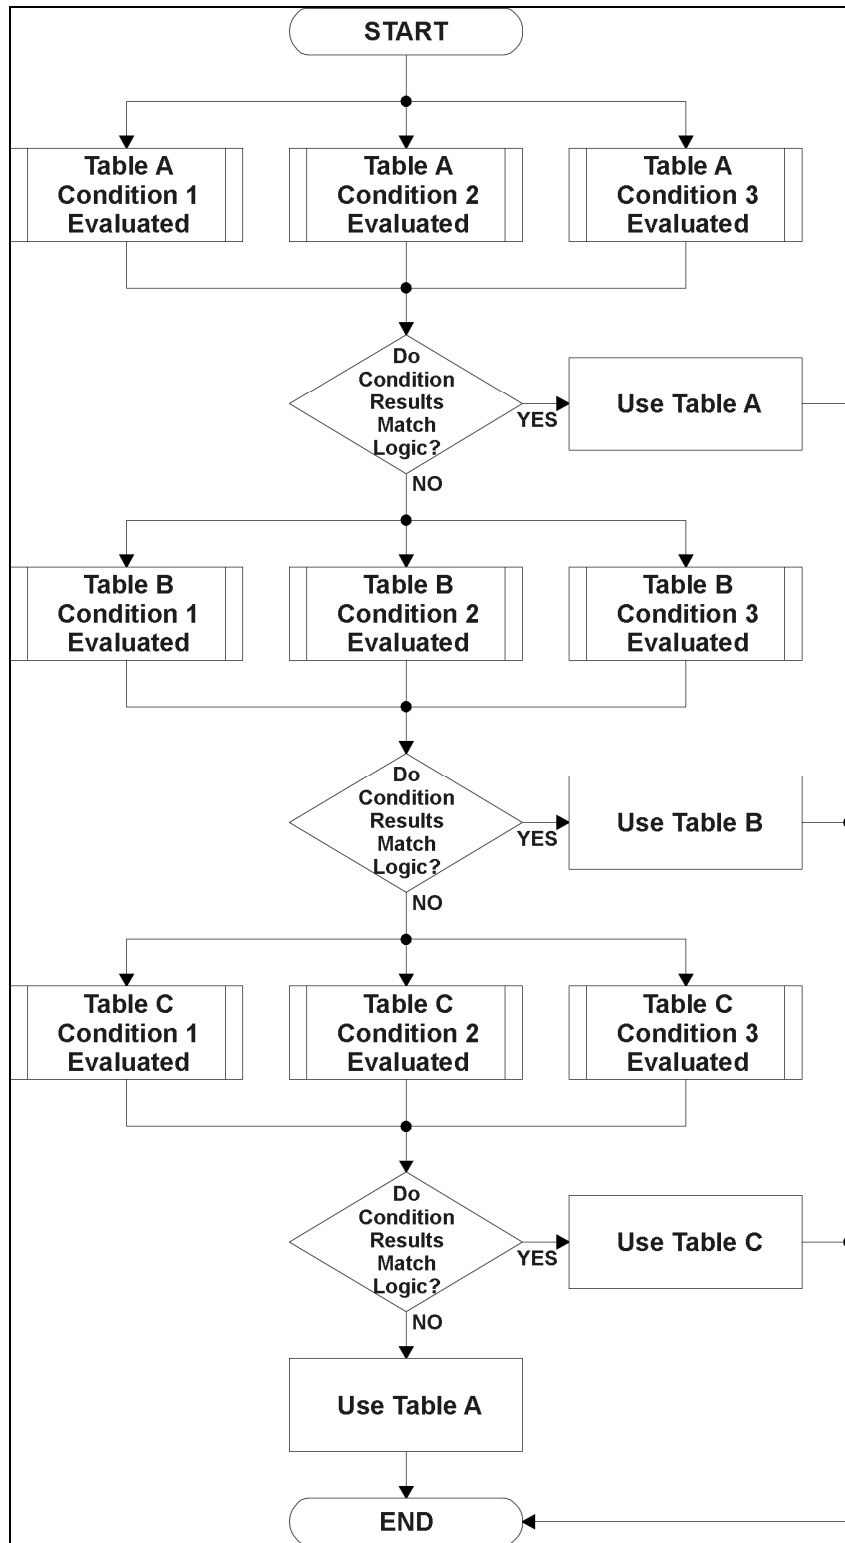 START
Table A
Condition 1
Evaluated
Table A
Condition 2
Evaluated
Table A
Condition 3
Evaluated
Do
Condition
Results
Match
Logic?
YES
Use Table A
NO
Table B
Condition 1
Evaluated
Table B
Condition 2
Evaluated
Table B
Condition 3
Evaluated
Do
Condition
Results
Match
Logic?
YES
Use Table B
NO
Table C
Condition 1
Evaluated
Table C
Condition 2
Evaluated
Table C
Condition 3
Evaluated
Do
Condition
Results
Match
Logic?
YES
Use Table C
NO
Use Table A
END